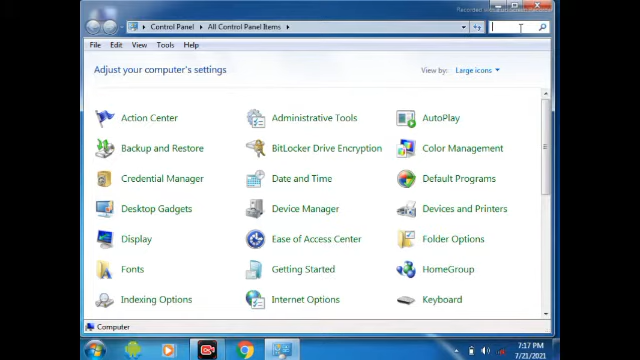 Recorded with
Control Panel
All Control Panel Items
File Edit View Tools Help
Adjust your computer's settings
View by: Large icons
Action Center
Administrative Tools
AutoPlay
Backup and Restore
BitLocker Drive Encryption
Color Management
Credential Manager
Date and Time
Default Programs
Desktop Gadgets
Device Manager
Devices and Printers
Display
Ease of Access Center
Folder Options
Fonts
Getting Started
HomeGroup
Indexing Options
Internet Options
Keyboard
Computer
7:17 PM
7/21/2021